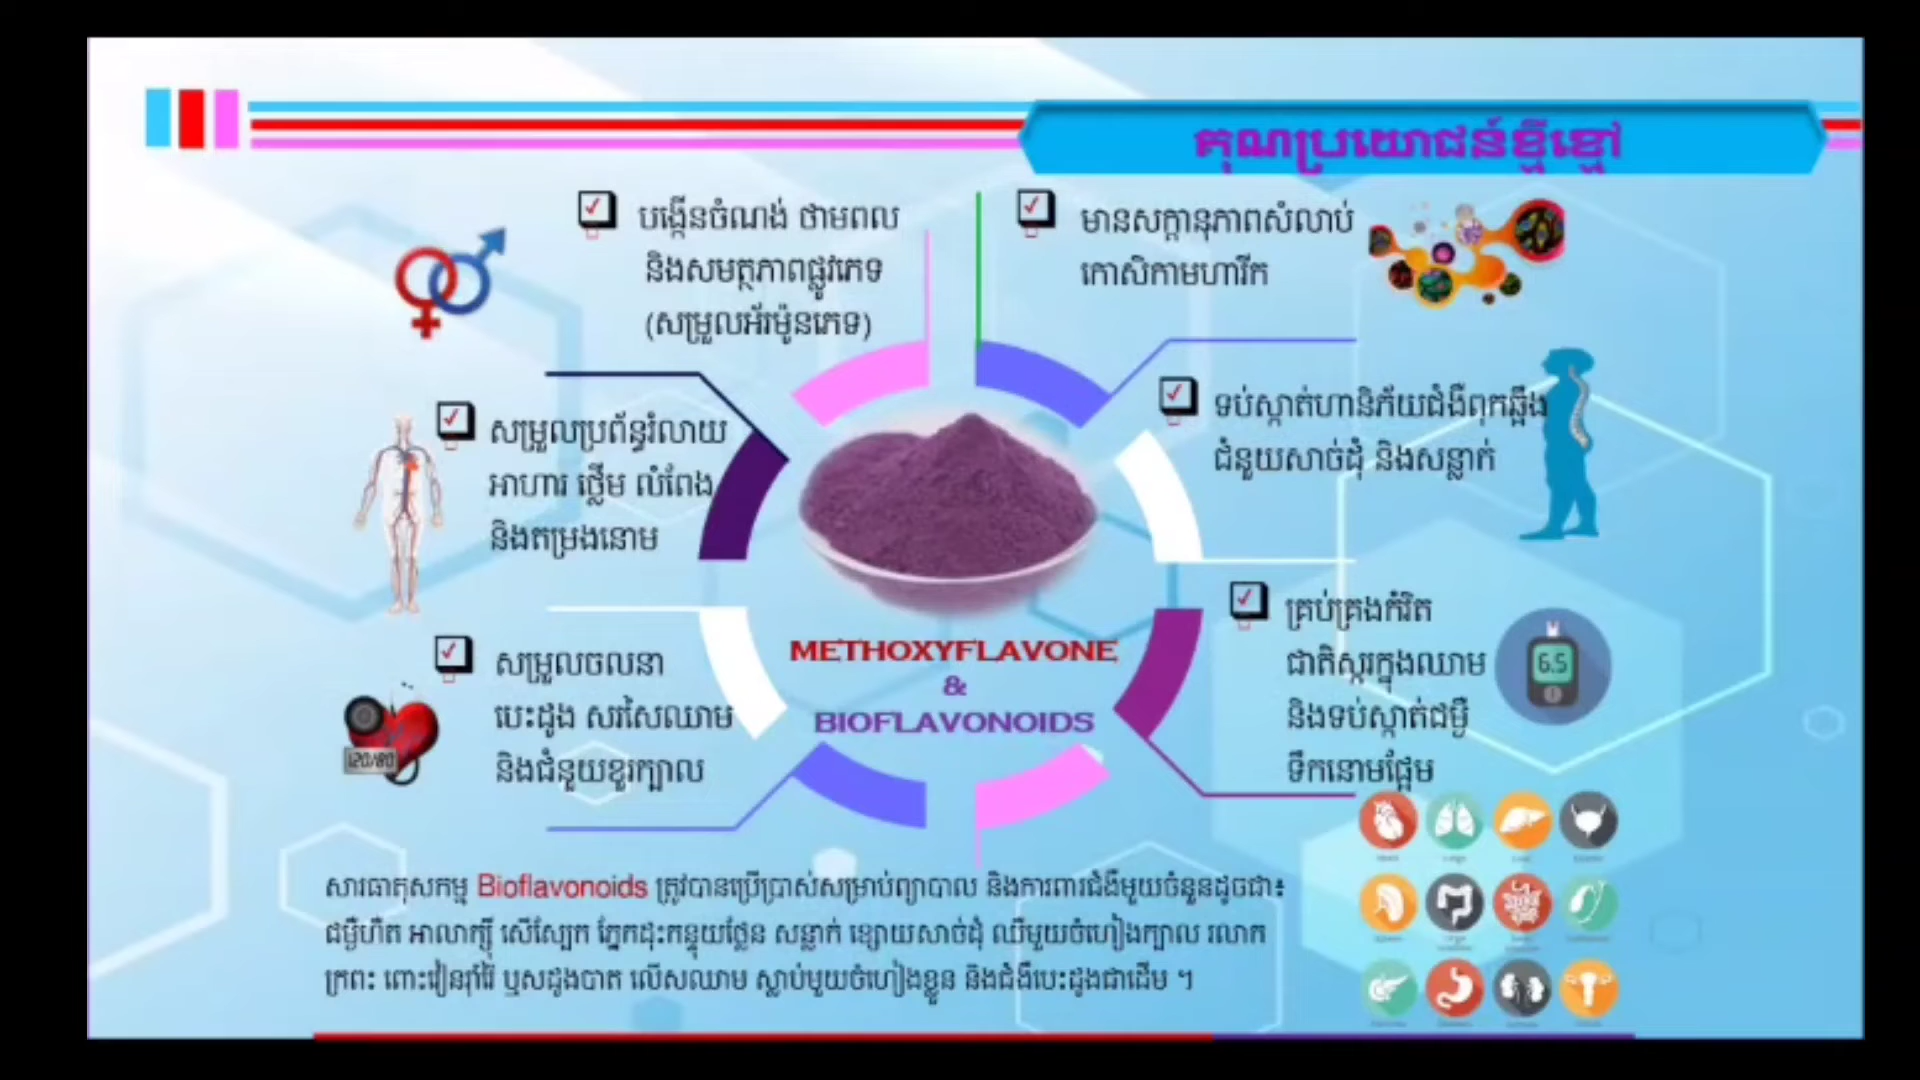 គុណប្រយោជន៍ខ្មីខ្មៅ
បង្កើនចំណង់ ថាមពល
និងសមត្ថភាពផ្លូវភេទ
(សម្រួលអ័រម៉ូនភេទ)
មានសក្តានុភាពសំលាប់
កោសិកាមហារីក
សម្រួលប្រព័ន្ធរំលាយ
អាហារ ថ្លើម លំពែង
និងតម្រងនោម
ទប់ស្កាត់ហានិភ័យជំងឺពុកឆ្អឹង
ជំនួយសាច់ដុំ និងសន្លាក់
សម្រួលចលនា
បេះដូង សរសៃឈាម
និងជំនួយខួរក្បាល
120/80
គ្រប់គ្រងកំរិត
ជាតិស្ករក្នុងឈាម
និងទប់ស្កាត់ជម្ងឺ
ទឹកនោមផ្អែម
6.5
METHOXYFLAVONE
&
BIOFLAVONOIDS
សារធាតុសកម្ម Bioflavonoids ត្រូវបានប្រើប្រាស់សម្រាប់ព្យាបាល និងការពារជំងឺមួយចំនួនដូចជា៖
ជម្ងឺហឺត អាលាក្ស៊ី សើស្បែក ភ្នែកដុះកន្ទុយថ្លែន សន្លាក់ ខ្សោយសាច់ដុំ ឈឺមួយចំហៀងក្បាល រលាក
ក្រពះ ពោះវៀនរ៉ាំរ៉ៃ ឬសដូងបាត លើសឈាម ស្លាប់មួយចំហៀងខ្លួន និងជំងឺបេះដូងជាដើម ។